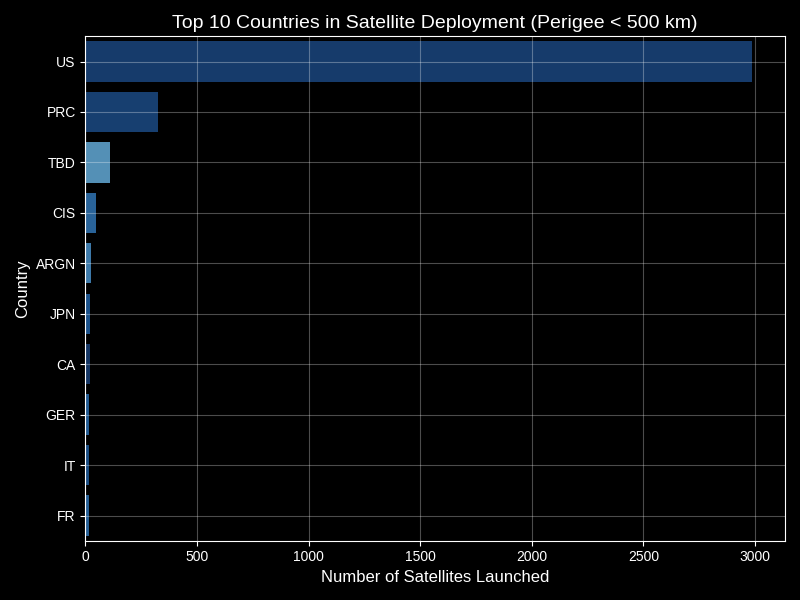 Top 10 Countries in Satellite Deployment (Perigee < 500 km)
US
PRC
TBD
CIS
ARGN
JPN
CA
GER
IT
FR
Country
0 500 1000 1500 2000 2500 3000
Number of Satellites Launched